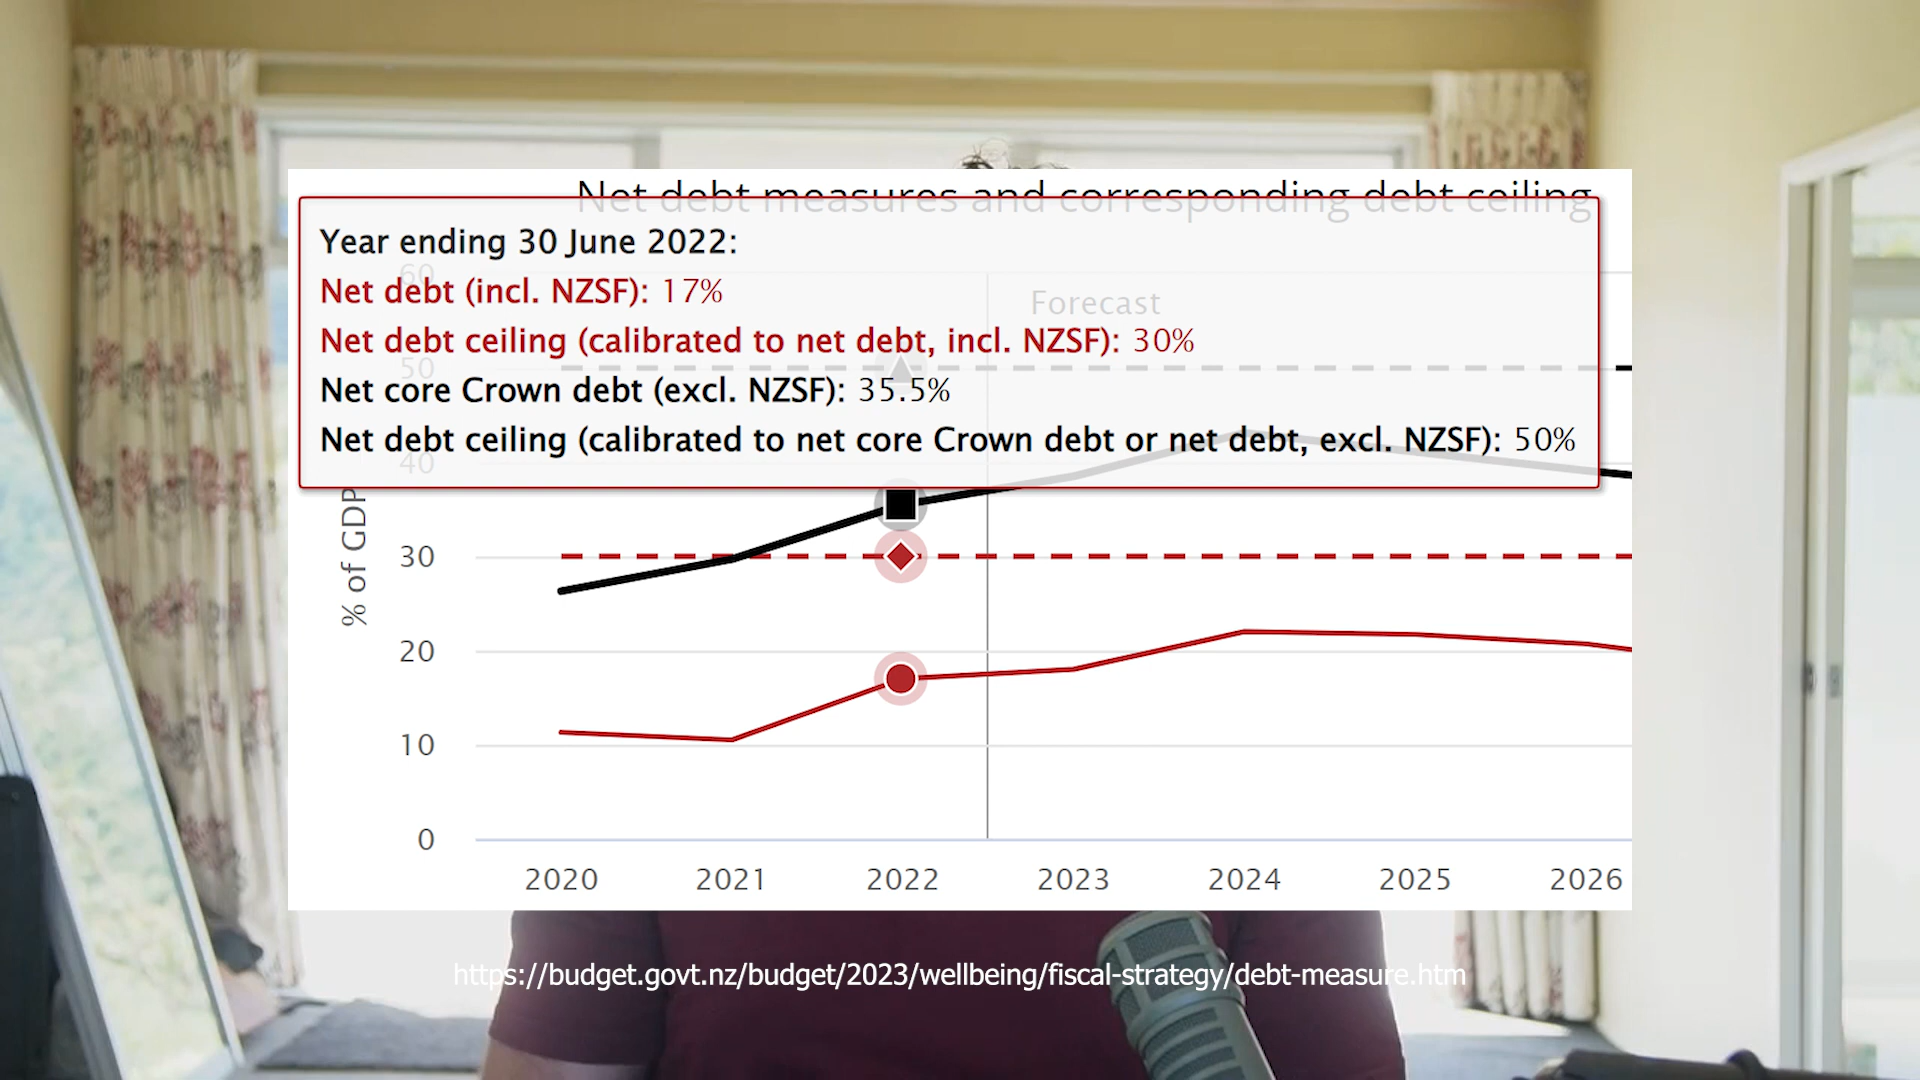 Net debt measures and corresponding debt ceiling
Year ending 30 June 2022:
Net debt (incl. NZSF): 17%
Net debt ceiling (calibrated to net debt, incl. NZSF): 30%
Net core Crown debt (excl. NZSF): 35.5%
Net debt ceiling (calibrated to net core Crown debt or net debt, excl. NZSF): 50%
Forecast
% of GDP
60
50
40
30
20
10
0
2020 2021 2022 2023 2024 2025 2026
https://budget.govt.nz/budget/2023/wellbeing/fiscal-strategy/debt-measure.htm